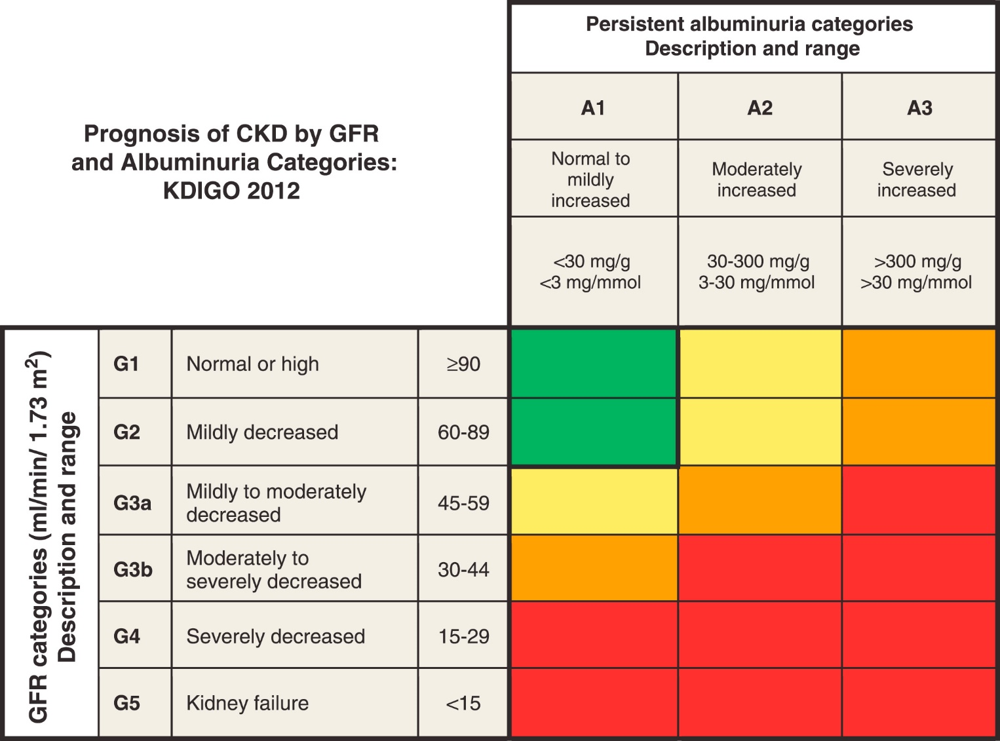 Prognosis of CKD by GFR
and Albuminuria Categories:
KDIGO 2012
Persistent albuminuria categories
Description and range
A1
A2
A3
Normal to
mildly
increased
Moderately
increased
Severely
increased
<30 mg/g
<3 mg/mmol
30-300 mg/g
3-30 mg/mmol
>300 mg/g
>30 mg/mmol
GFR categories (ml/min/ 1.73 m²)
Description and range
G1
Normal or high
≥90
G2
Mildly decreased
60-89
G3a
Mildly to moderately
decreased
45-59
G3b
Moderately to
severely decreased
30-44
G4
Severely decreased
15-29
G5
Kidney failure
<15